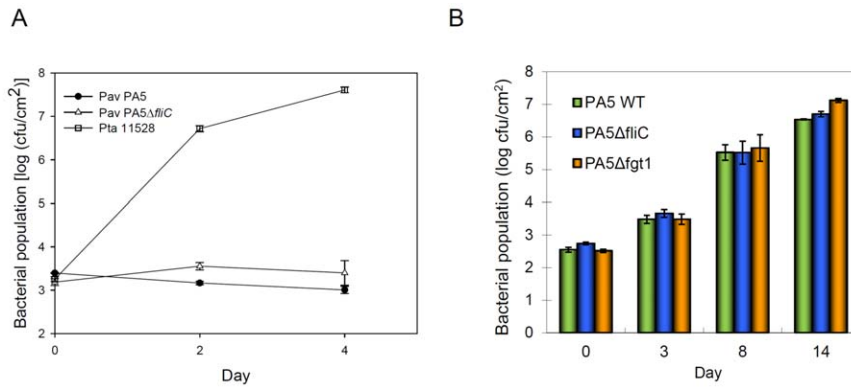 A
Bacterial population [log (cfu/cm²)]
8
7
6
5
4
3
2
Pav PA5
Pav PA5ΔfliC
Pta 11528
0
2
4
Day
B
Bacterial population (log cfu/cm²)
8
7
6
5
4
3
2
1
0
PA5 WT
PA5ΔfliC
PA5Δfgt1
0
3
8
14
Day